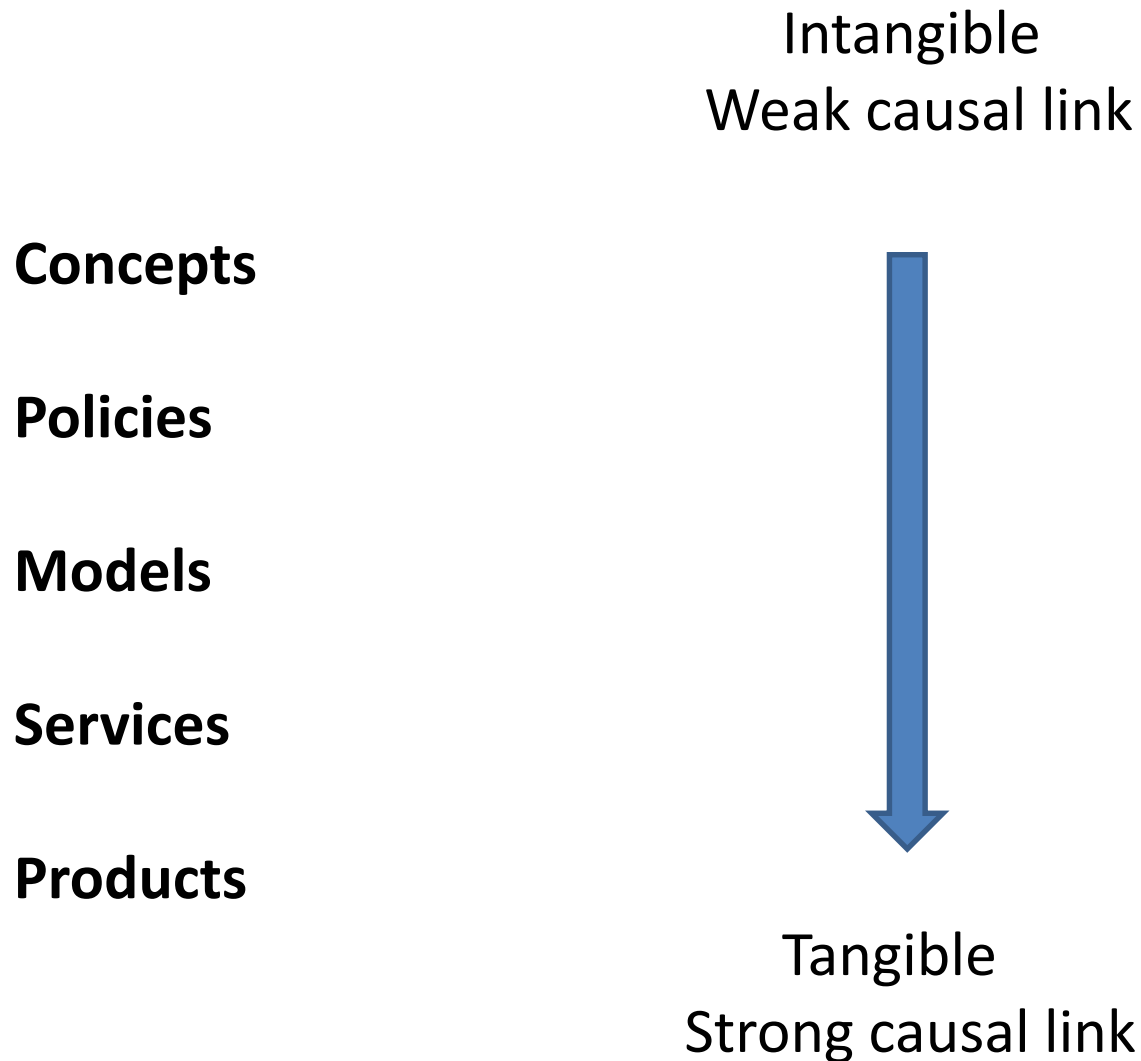 Intangible
Weak causal link
Concepts
Policies
Models
Services
Products
Tangible
Strong causal link